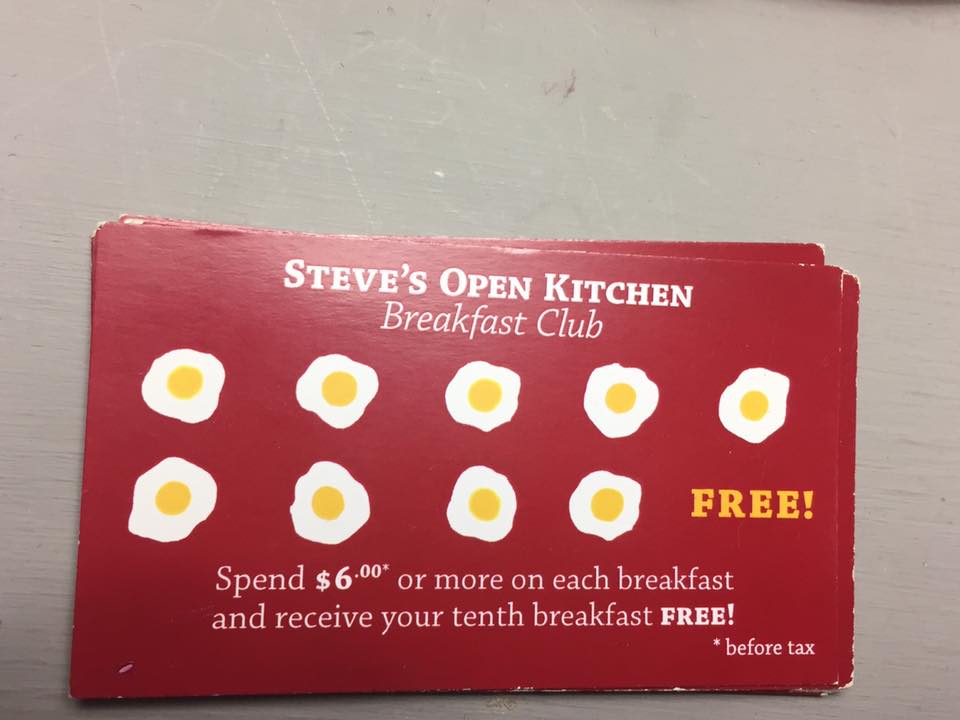 STEVE'S OPEN KITCHEN
Breakfast Club
FREE!
Spend $6.00* or more on each breakfast
and receive your tenth breakfast FREE!
* before tax